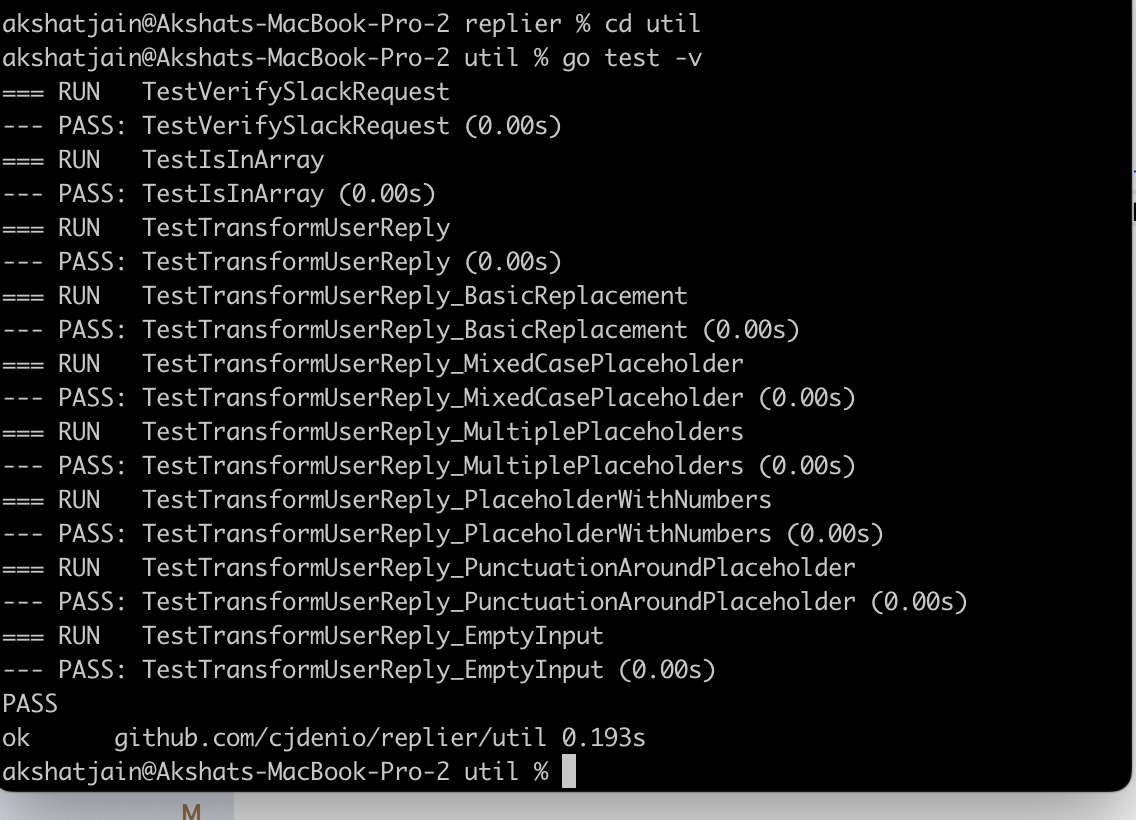 akshatjain@Akshats-MacBook-Pro-2 replier % cd util
akshatjain@Akshats-MacBook-Pro-2 util % go test -v
=== RUN   TestVerifySlackRequest
--- PASS: TestVerifySlackRequest (0.00s)
=== RUN   TestIsInArray
--- PASS: TestIsInArray (0.00s)
=== RUN   TestTransformUserReply
--- PASS: TestTransformUserReply (0.00s)
=== RUN   TestTransformUserReply_BasicReplacement
--- PASS: TestTransformUserReply_BasicReplacement (0.00s)
=== RUN   TestTransformUserReply_MixedCasePlaceholder
--- PASS: TestTransformUserReply_MixedCasePlaceholder (0.00s)
=== RUN   TestTransformUserReply_MultiplePlaceholders
--- PASS: TestTransformUserReply_MultiplePlaceholders (0.00s)
=== RUN   TestTransformUserReply_PlaceholderWithNumbers
--- PASS: TestTransformUserReply_PlaceholderWithNumbers (0.00s)
=== RUN   TestTransformUserReply_PunctuationAroundPlaceholder
--- PASS: TestTransformUserReply_PunctuationAroundPlaceholder (0.00s)
=== RUN   TestTransformUserReply_EmptyInput
--- PASS: TestTransformUserReply_EmptyInput (0.00s)
PASS
ok      github.com/cjdenio/replier/util 0.193s
akshatjain@Akshats-MacBook-Pro-2 util %
M